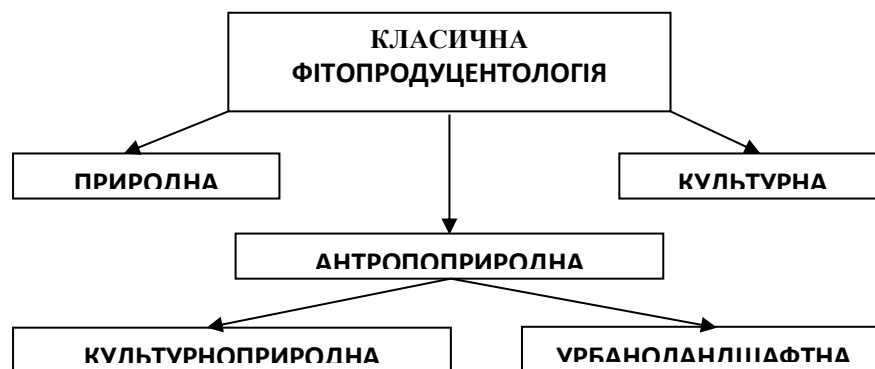 КЛАСИЧНА
ФІТОПРОДУЦЕНТОЛОГІЯ
ПРИРОДНА
КУЛЬТУРНА
АНТРОПОПРИРОДНА
КУЛЬТУРНОПРИРОДНА
УРБАНОЛАНДШАФТНА